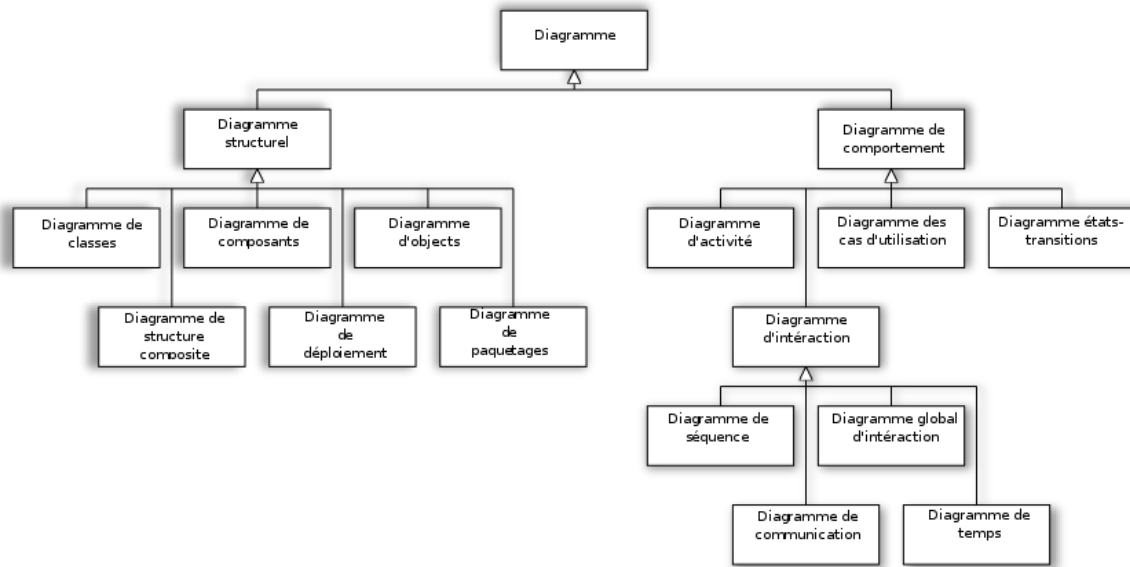 Diagramme
Diagramme
structurel
Diagramme de
comportement
Diagramme de
classes
Diagramme de
composants
Diagramme
d'objects
Diagramme
d'activité
Diagramme des
cas d'utilisation
Diagramme états-
transitions
Diagramme de
structure
composite
Diagramme
de
déploiement
Diagramme
de
paquetages
Diagramme
d'intéraction
Diagramme de
séquence
Diagramme global
d'intéraction
Diagramme de
communication
Diagramme de
temps